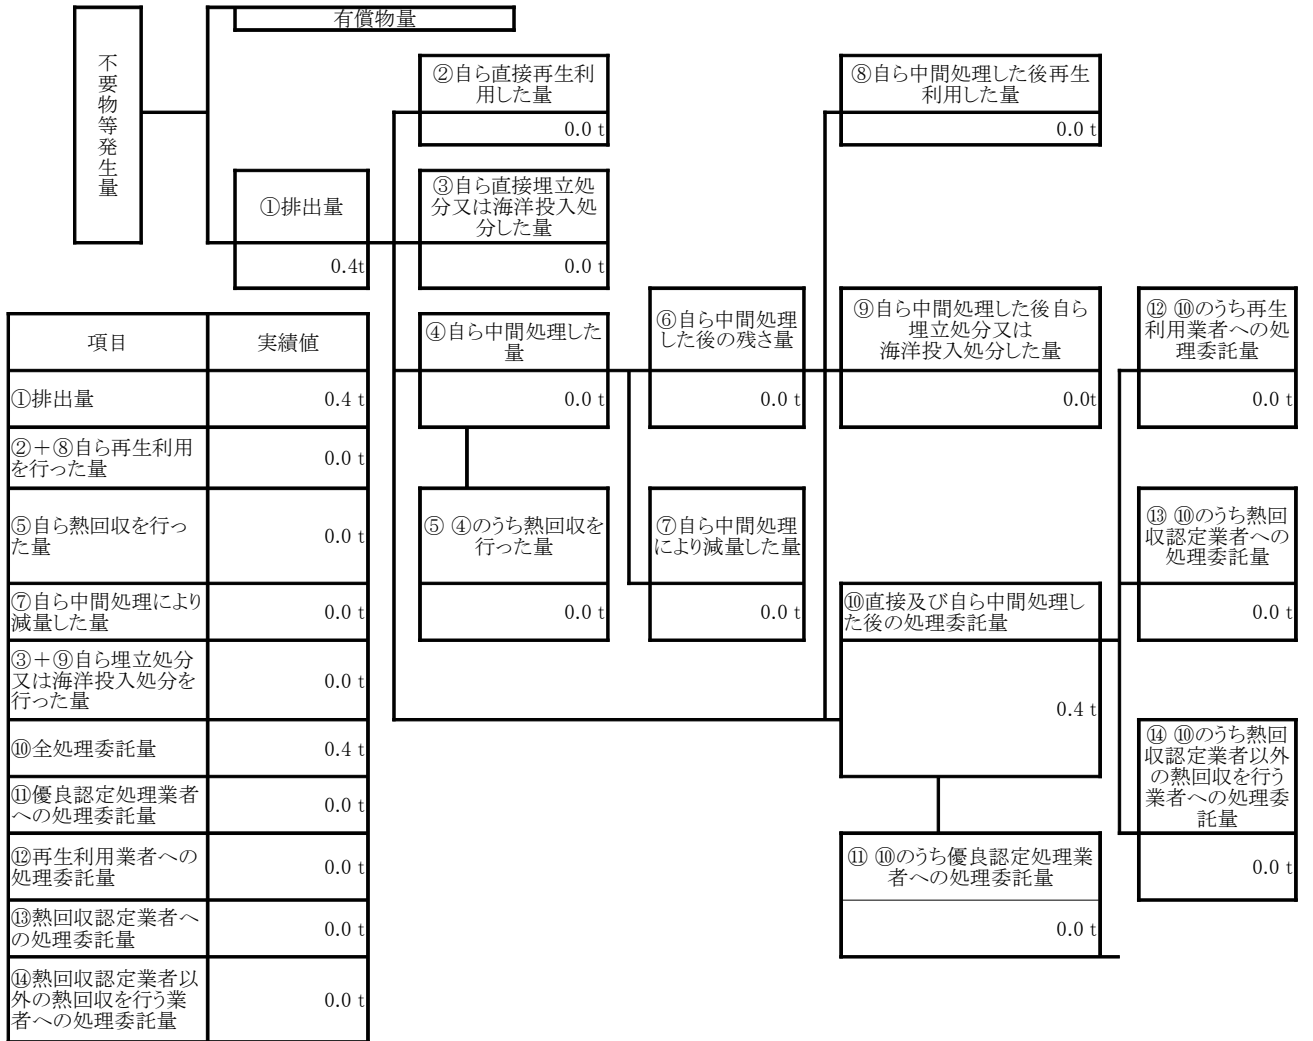 不要物等発生量
有償物量
②自ら直接再生利
用した量
0.0 t
⑧自ら中間処理した後再生
利用した量
0.0 t
①排出量
0.4t
③自ら直接埋立処
分又は海洋投入処
分した量
0.0 t
④自ら中間処理した
量
0.0 t
⑥自ら中間処理
した後の残さ量
0.0 t
⑨自ら中間処理した後自ら
埋立処分又は
海洋投入処分した量
0.0t
⑫ ⑩のうち再生
利用業者への処
理委託量
0.0 t
⑤ ④のうち熱回収を
行った量
0.0 t
⑦自ら中間処理
により減量した量
0.0 t
⑬ ⑩のうち熱回
収認定業者への
処理委託量
0.0 t
⑩直接及び自ら中間処理し
た後の処理委託量
0.4 t
⑭ ⑩のうち熱回
収認定業者以外
の熱回収を行う
業者への処理委
託量
0.0 t
⑪ ⑩のうち優良認定処理業
者への処理委託量
0.0 t
項目 実績値
①排出量 0.4 t
②＋⑧自ら再生利用
を行った量 0.0 t
⑤自ら熱回収を行っ
た量 0.0 t
⑦自ら中間処理により
減量した量 0.0 t
③＋⑨自ら埋立処分
又は海洋投入処分を
行った量 0.0 t
⑩全処理委託量 0.4 t
⑪優良認定処理業者
への処理委託量 0.0 t
⑫再生利用業者への
処理委託量 0.0 t
⑬熱回収認定業者へ
の処理委託量 0.0 t
⑭熱回収認定業者以
外の熱回収を行う業
者への処理委託量 0.0 t